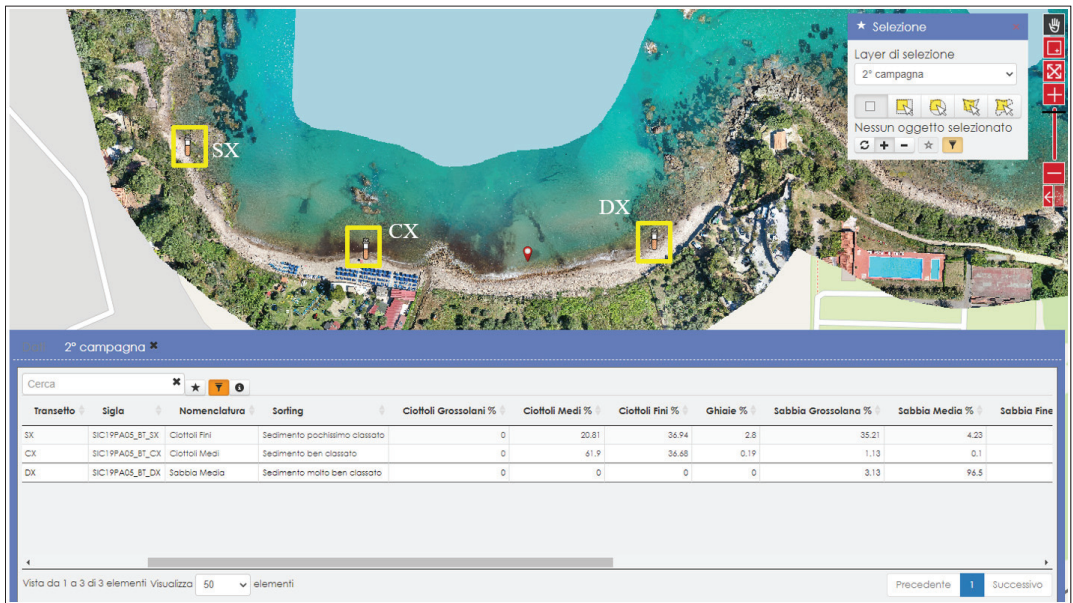 Selezione
Layer di selezione
2° campagna
Nessun oggetto selezionato
SX
CX
DX
2° campagna
Cerca
Transetto Sigla Nomenclatura Sorting Ciottoli Grossolani % Ciottoli Medi % Ciottoli Fini % Ghiaie % Sabbia Grossolana % Sabbia Media % Sabbia Fine
SX SIC19PA05_BT_SX Ciottoli Fini Sedimento pochissimo classato 0 20.81 36.94 2.8 35.21 4.23
CX SIC19PA05_BT_CX Ciottoli Medi Sedimento ben classato 0 61.9 36.68 0.19 1.13 0.1
DX SIC19PA05_BT_DX Sabbia Media Sedimento molto ben classato 0 0 0 0 3.13 96.5
Vista da 1 a 3 di 3 elementi Visualizza 50 elementi
Precedente 1 Successivo